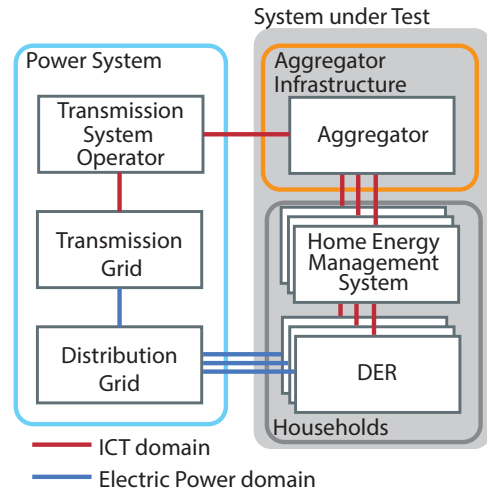 System under Test
Power System
Transmission
System
Operator
Transmission
Grid
Distribution
Grid
Aggregator
Infrastructure
Aggregator
Home Energy
Management
System
DER
Households
ICT domain
Electric Power domain